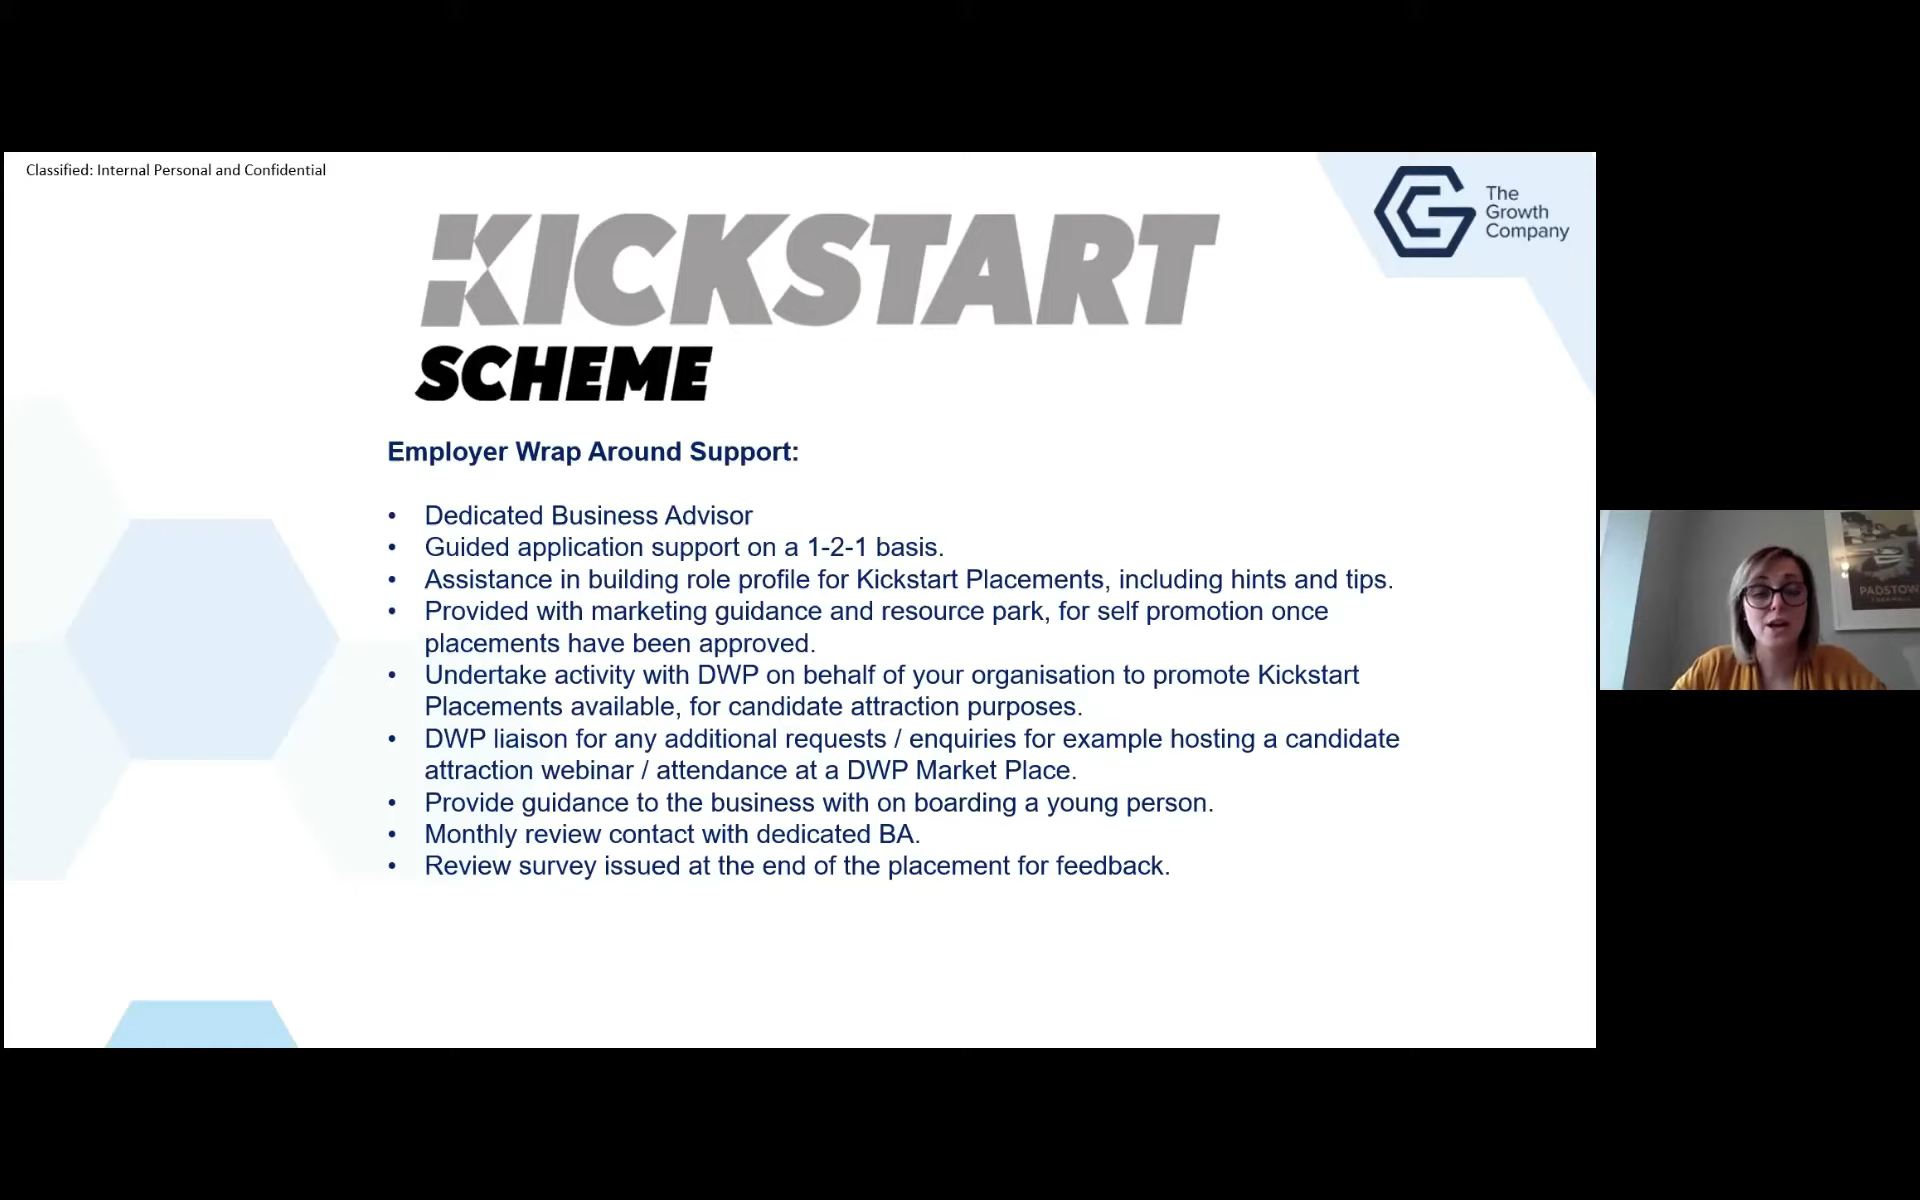 Classified: Internal Personal and Confidential
The
Growth
Company
KICKSTART
SCHEME
Employer Wrap Around Support:
• Dedicated Business Advisor
• Guided application support on a 1-2-1 basis.
• Assistance in building role profile for Kickstart Placements, including hints and tips.
• Provided with marketing guidance and resource park, for self promotion once
placements have been approved.
• Undertake activity with DWP on behalf of your organisation to promote Kickstart
Placements available, for candidate attraction purposes.
• DWP liaison for any additional requests / enquiries for example hosting a candidate
attraction webinar / attendance at a DWP Market Place.
• Provide guidance to the business with on boarding a young person.
• Monthly review contact with dedicated BA.
• Review survey issued at the end of the placement for feedback.
PADSTOW